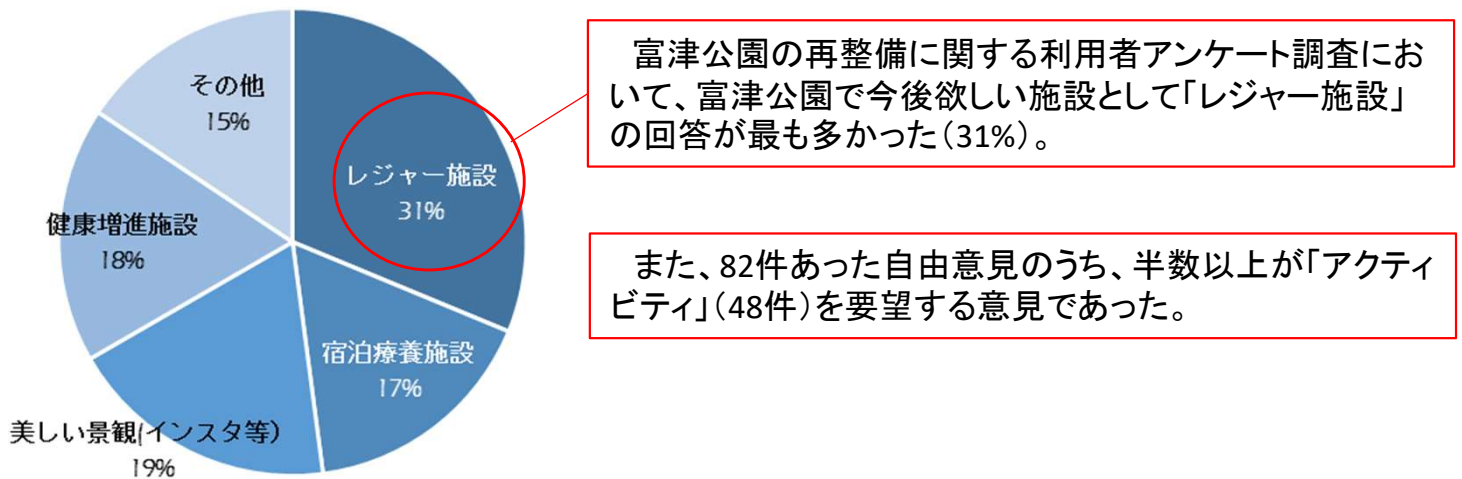 その他
15%
レジャー施設
31%
健康増進施設
18%
宿泊療養施設
17%
美しい景観(インスタ等)
19%
富津公園の再整備に関する利用者アンケート調査にお
いて、富津公園で今後欲しい施設として「レジャー施設」
の回答が最も多かった（31%）。
また、82件あった自由意見のうち、半数以上が「アクティ
ビティ」（48件）を要望する意見であった。